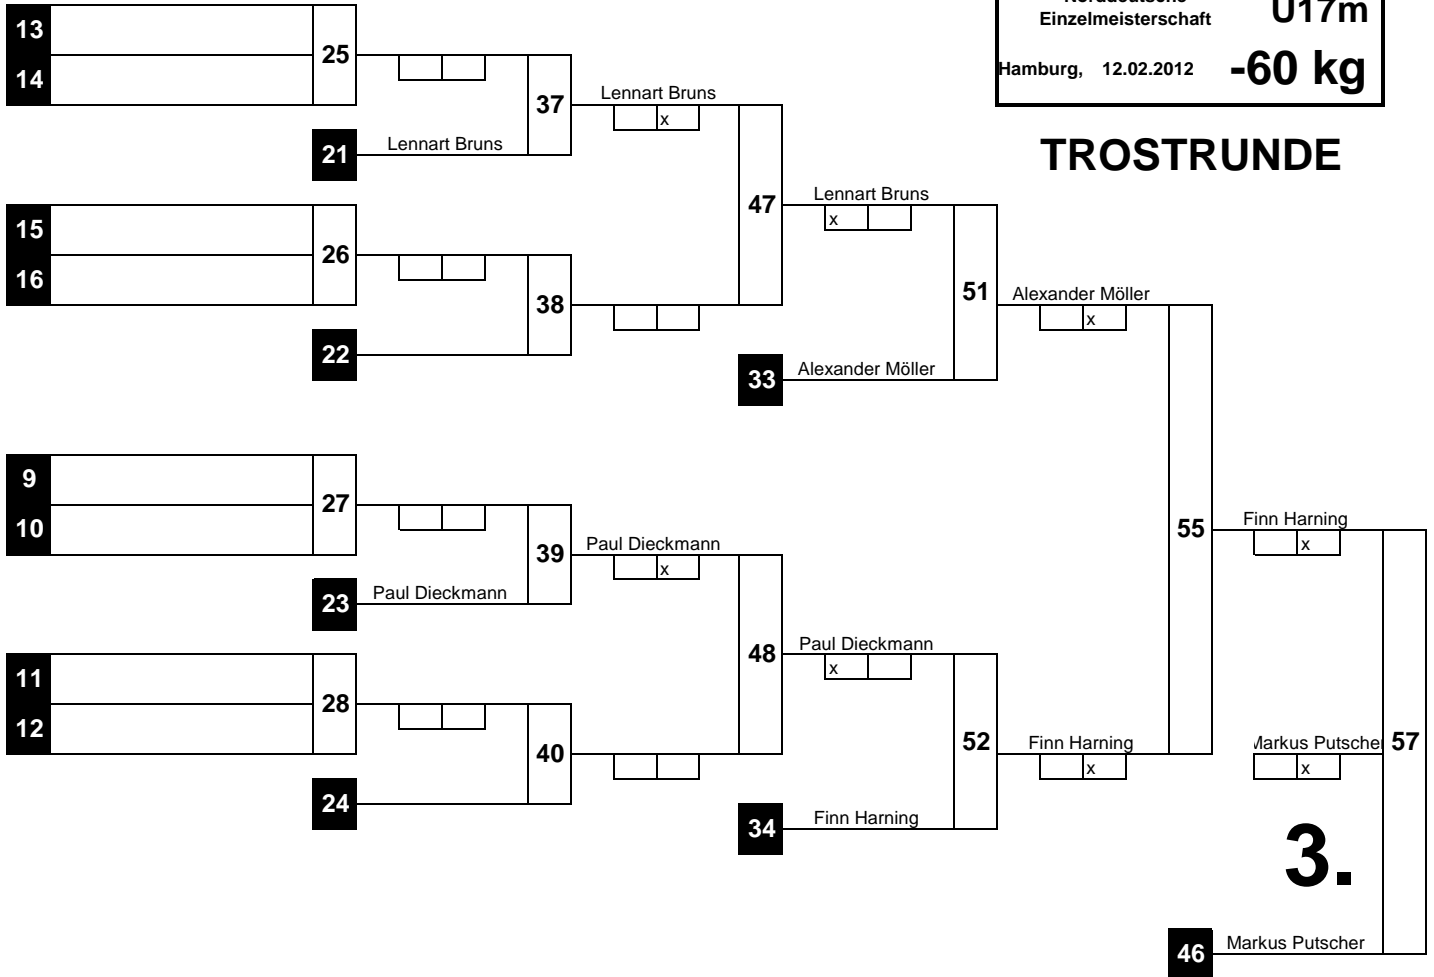 Norddeutsche
Einzelmeisterschaft
U17m
Hamburg, 12.02.2012
-60 kg
TROSTRUNDE
13
14
25
37
Lennart Bruns
x
21
Lennart Bruns
47
Lennart Bruns
x
15
16
26
38
22
51
Alexander Möller
x
33
Alexander Möller
9
10
27
39
Paul Dieckmann
x
23
Paul Dieckmann
48
Paul Dieckmann
x
11
12
28
40
24
52
Finn Harning
x
34
Finn Harning
55
Finn Harning
x
Markus Putscher
x
57
3.
46
Markus Putscher